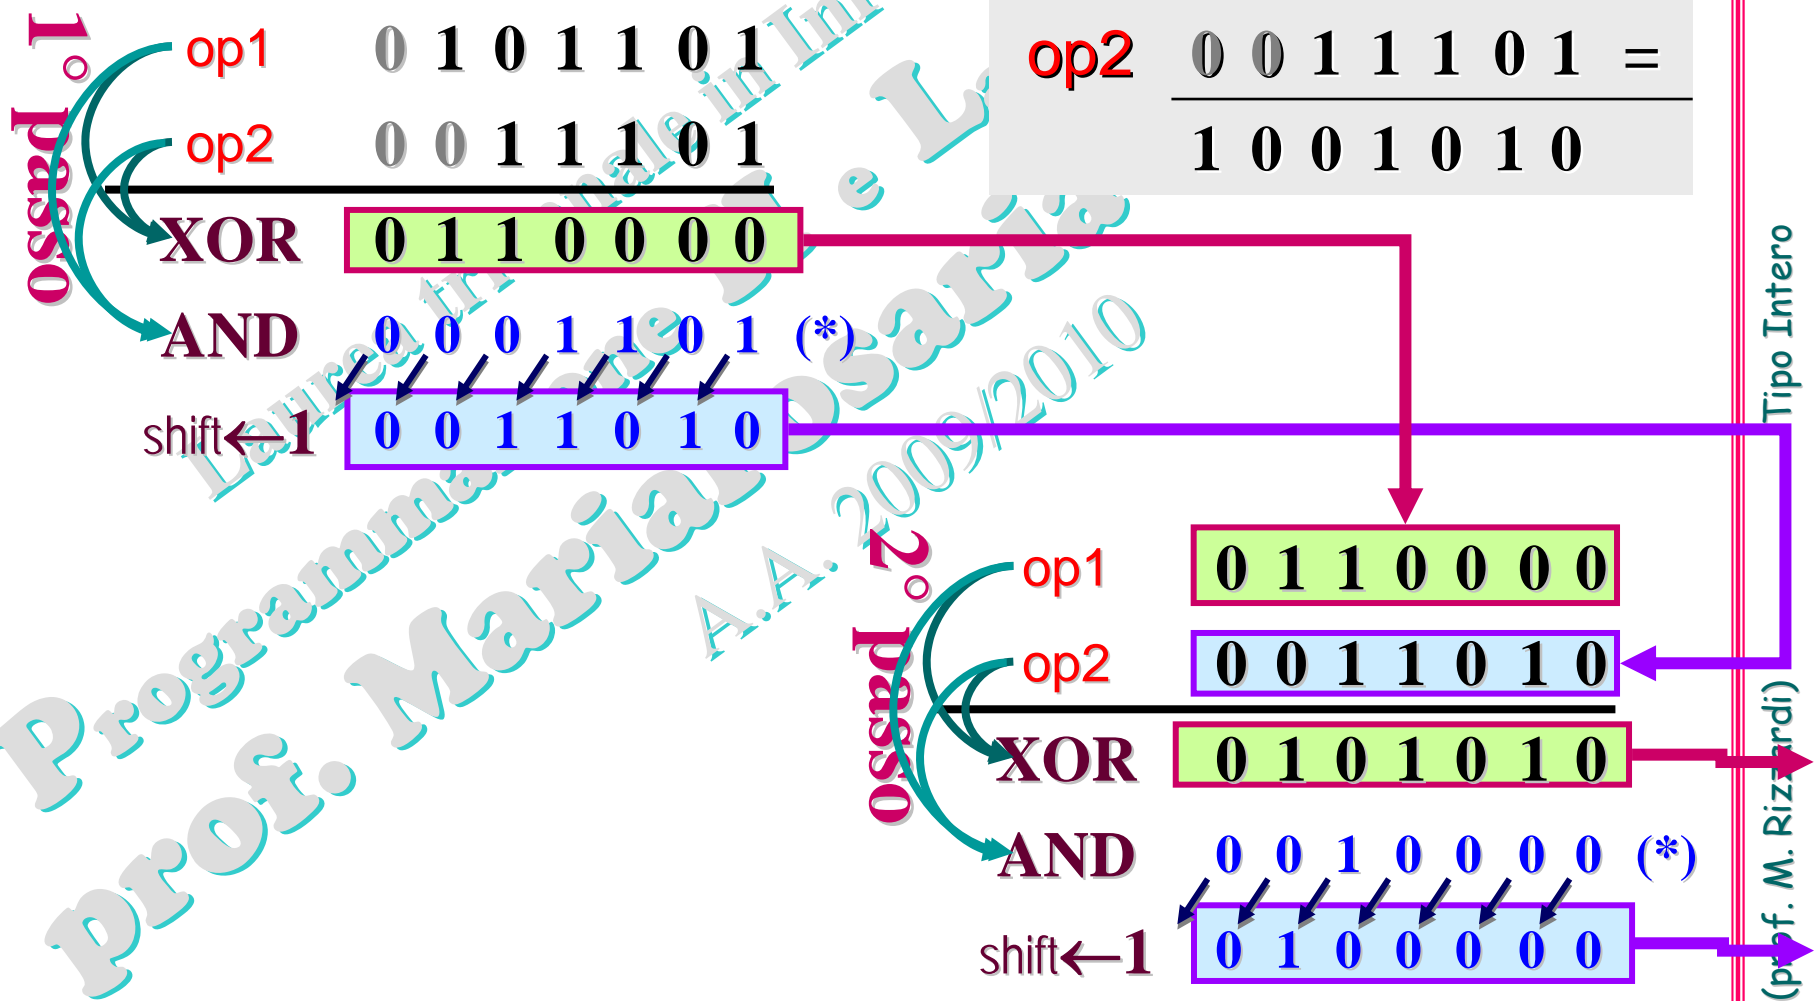 1° passo
op1 0 1 0 1 1 0 1
op2 0 0 1 1 1 0 1
XOR 0 1 1 0 0 0 0
AND 0 0 0 1 1 0 1 (*)
shift←1 0 0 1 1 0 1 0
op2 0 0 1 1 1 0 1 =
1 0 0 1 0 1 0
2° passo
op1 0 1 1 0 0 0 0
op2 0 0 1 1 0 1 0
XOR 0 1 0 1 0 1 0
AND 0 0 1 0 0 0 0 (*)
shift←1 0 1 0 0 0 0 0
Tipo Intero
(prof. M. Rizzardi)
Laurea
in
e
prof. Maria
A.A. 2009/2010